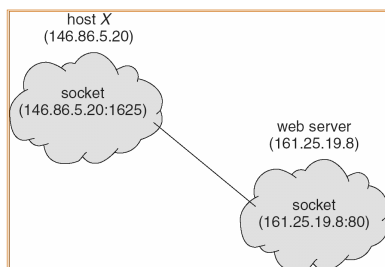 host X
(146.86.5.20)
socket
(146.86.5.20:1625)
web server
(161.25.19.8)
socket
(161.25.19.8:80)